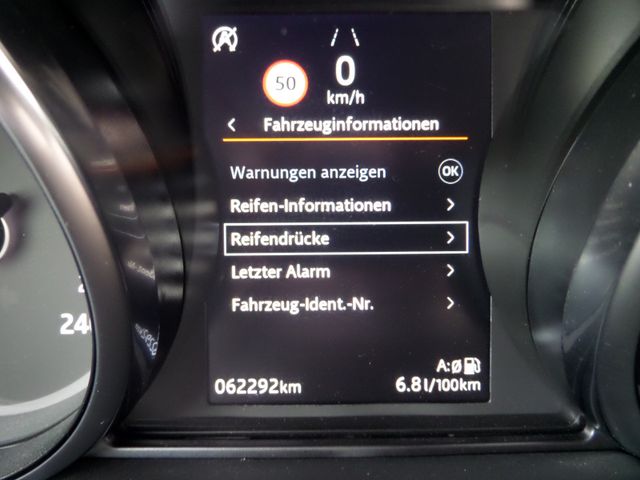 50
0
km/h
Fahrzeuginformationen
Warnungen anzeigen OK
Reifen-Informationen
Reifendrücke
Letzter Alarm
Fahrzeug-Ident.-Nr.
A:Ø
062292km 6.8l/100km